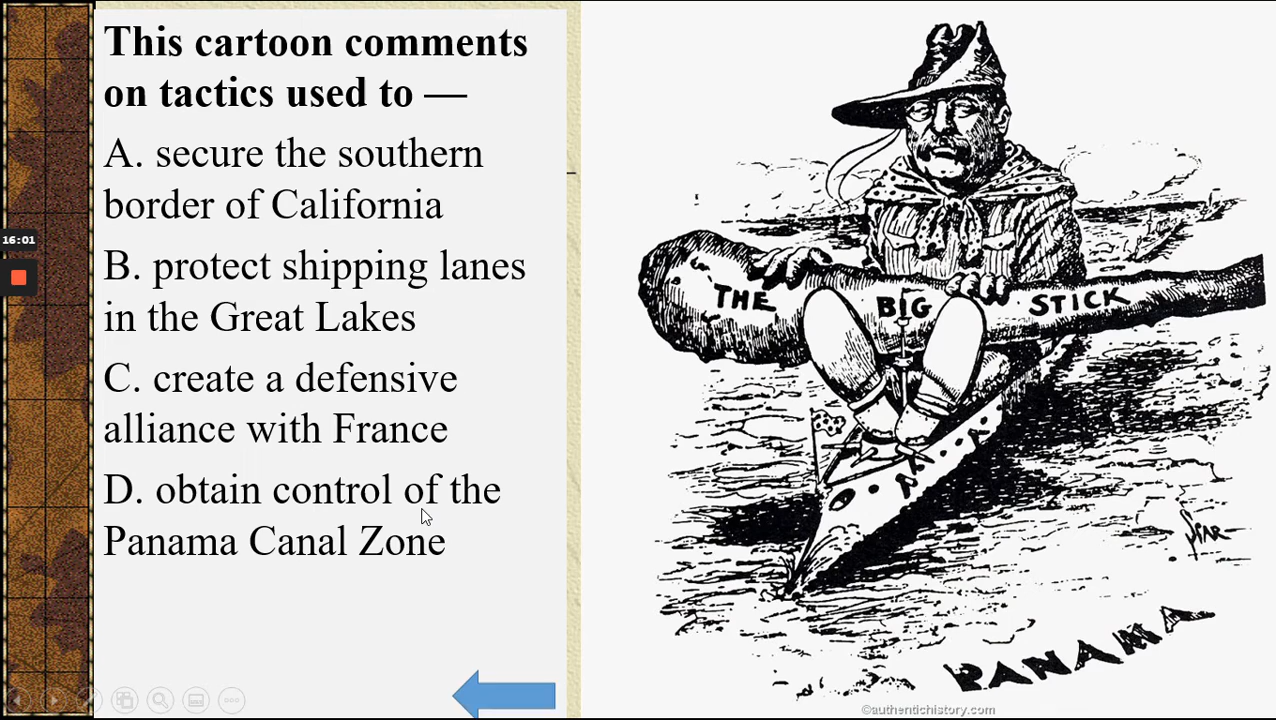 This cartoon comments
on tactics used to —
A. secure the southern
border of California
B. protect shipping lanes
in the Great Lakes
C. create a defensive
alliance with France
D. obtain control of the
Panama Canal Zone
16:01
THE BIG STICK
PANAMA
©authentichistory.com